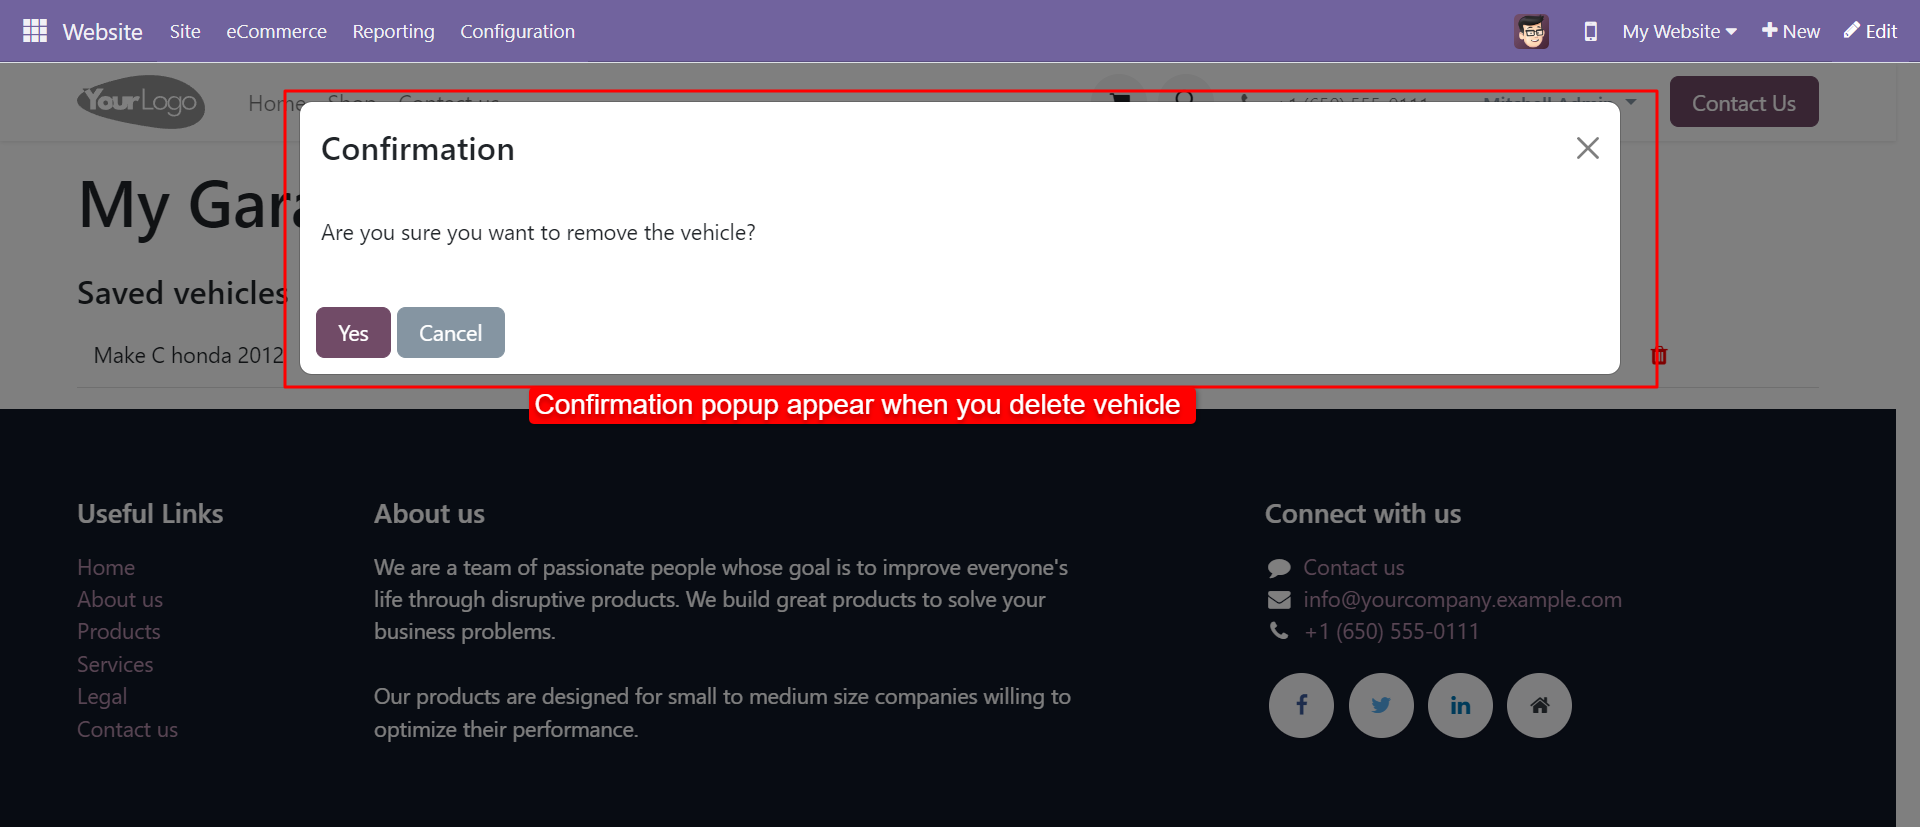 Website Site eCommerce Reporting Configuration My Website New Edit
YourLogo Home Shop Contact us +1 (650) 555-0111 Mitchell Admin Contact Us
Confirmation
My Gara
Are you sure you want to remove the vehicle?
Saved vehicles
Yes Cancel
Make C honda 2012
Confirmation popup appear when you delete vehicle
Useful Links
Home
About us
Products
Services
Legal
Contact us
About us
We are a team of passionate people whose goal is to improve everyone's
life through disruptive products. We build great products to solve your
business problems.
Our products are designed for small to medium size companies willing to
optimize their performance.
Connect with us
Contact us
info@yourcompany.example.com
+1 (650) 555-0111